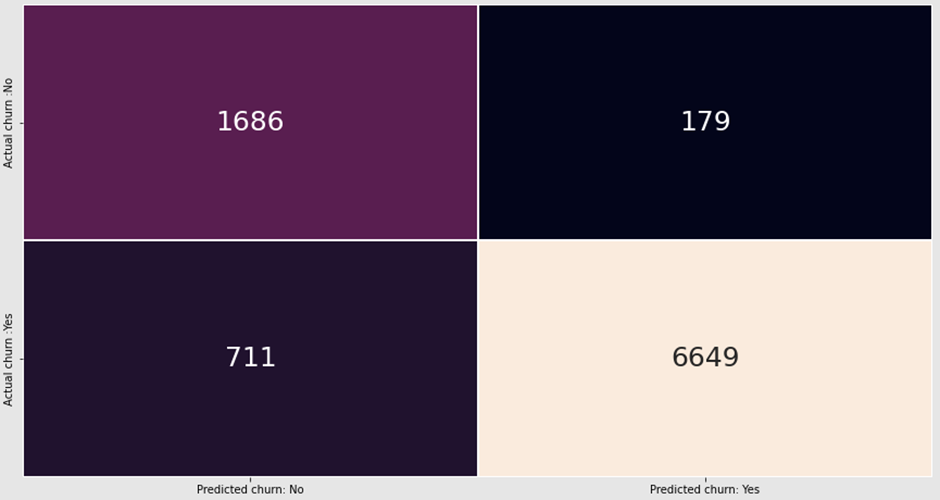 Actual churn :No
1686
179
Actual churn :Yes
711
6649
Predicted churn: No
Predicted churn: Yes